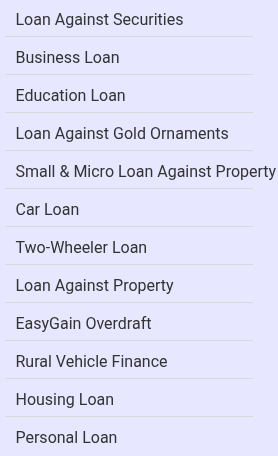 Loan Against Securities
Business Loan
Education Loan
Loan Against Gold Ornaments
Small & Micro Loan Against Property
Car Loan
Two-Wheeler Loan
Loan Against Property
EasyGain Overdraft
Rural Vehicle Finance
Housing Loan
Personal Loan